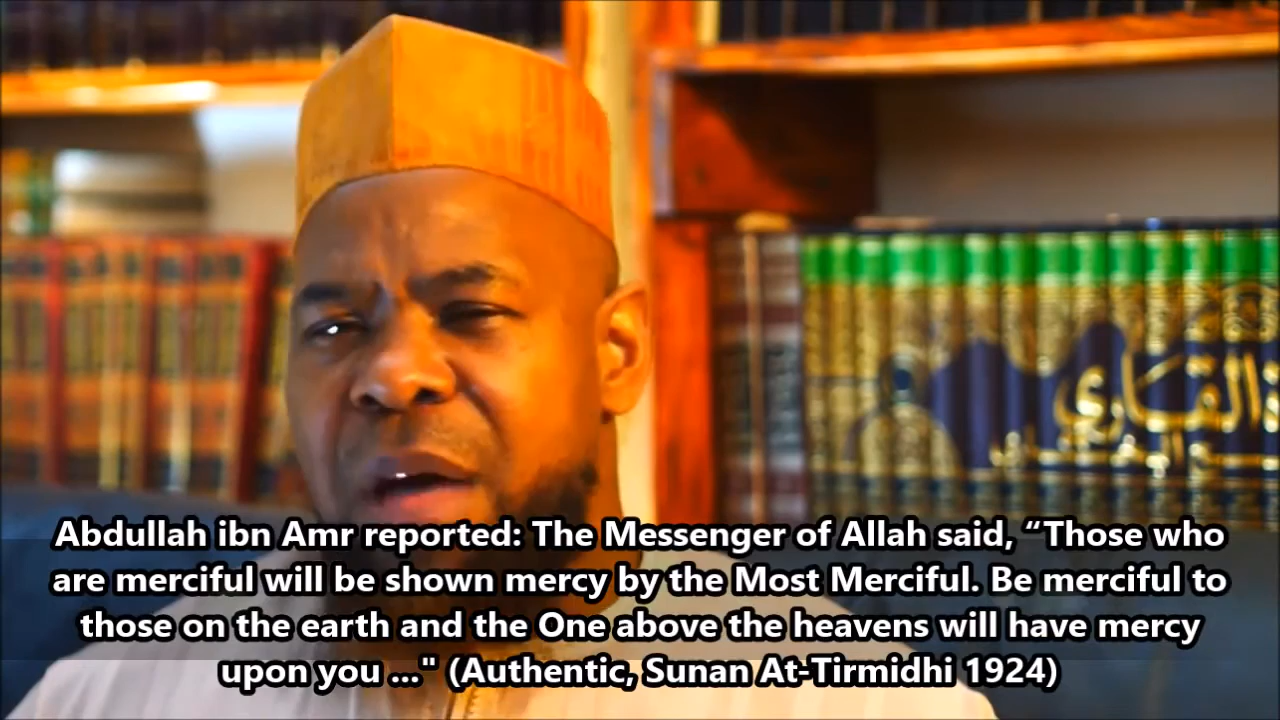 Abdullah ibn Amr reported: The Messenger of Allah said, “Those who
are merciful will be shown mercy by the Most Merciful. Be merciful to
those on the earth and the One above the heavens will have mercy
upon you ..." (Authentic, Sunan At-Tirmidhi 1924)
القاري